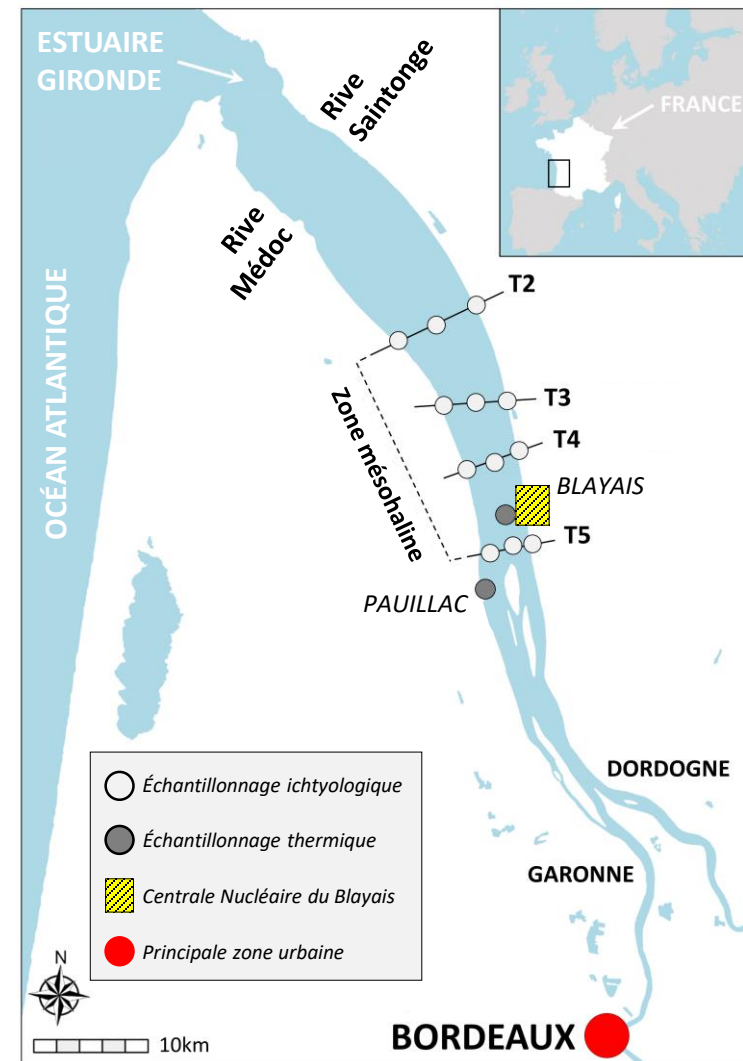 ESTUAIRE
GIRONDE
Rive
Saintonge
FRANCE
Rive
Médoc
OCÉAN ATLANTIQUE
T2
T3
Zone mésohaline
T4
BLAYAIS
T5
PAUILLAC
DORDOGNE
GARONNE
Échantillonnage ichtyologique
Échantillonnage thermique
Centrale Nucléaire du Blayais
Principale zone urbaine
N
10km
BORDEAUX